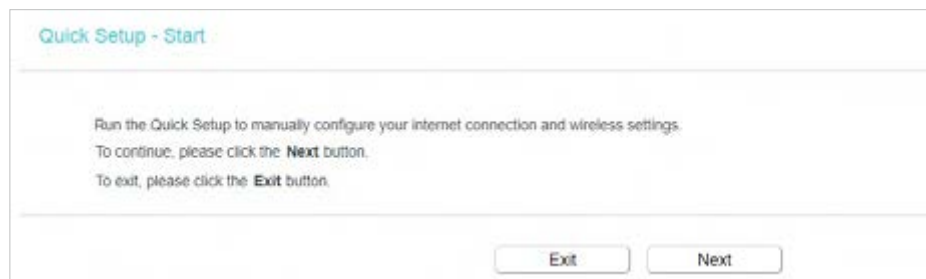 Quick Setup - Start
Run the Quick Setup to manually configure your internet connection and wireless settings.
To continue, please click the Next button.
To exit, please click the Exit button.
Exit Next